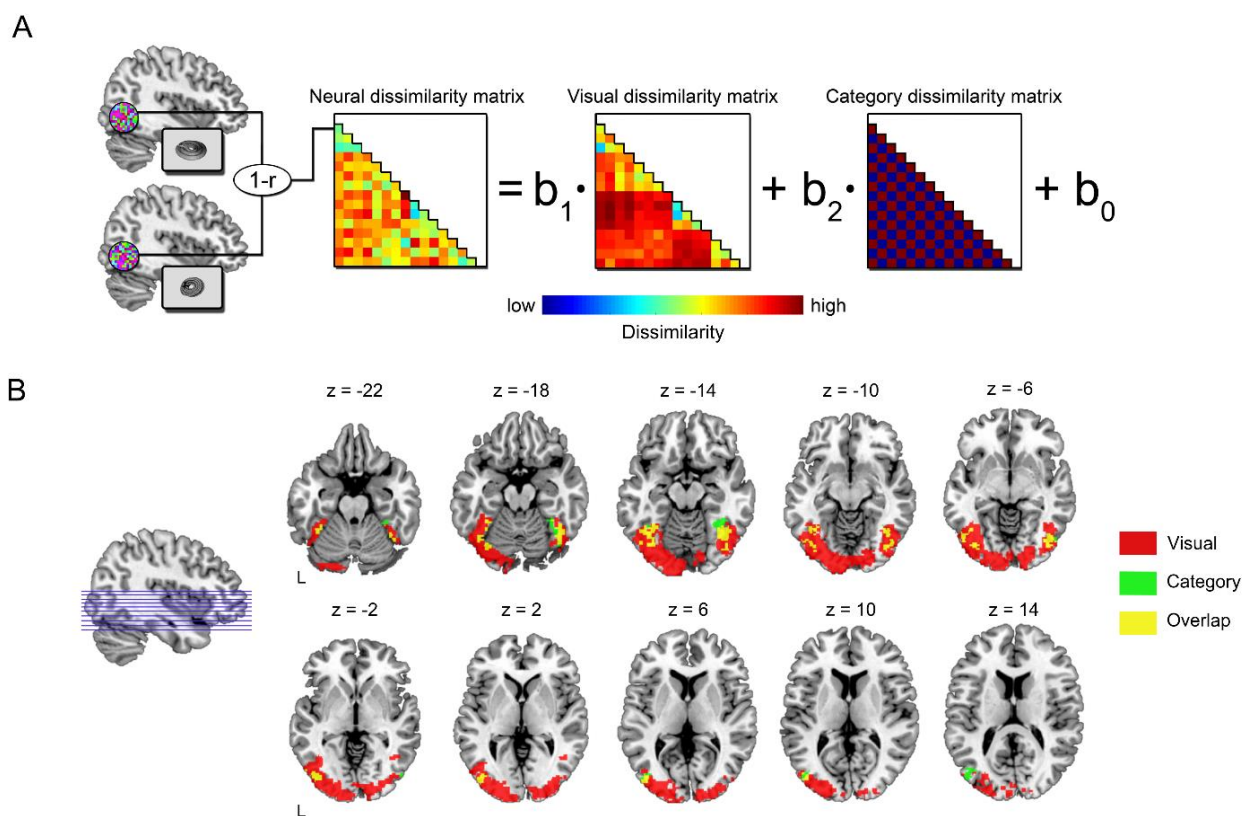 A
Neural dissimilarity matrix
Visual dissimilarity matrix
Category dissimilarity matrix
1-r
= b1 · + b2 · + b0
low
high
Dissimilarity
B
z = -22
z = -18
z = -14
z = -10
z = -6
L
Visual
Category
Overlap
z = -2
z = 2
z = 6
z = 10
z = 14
L